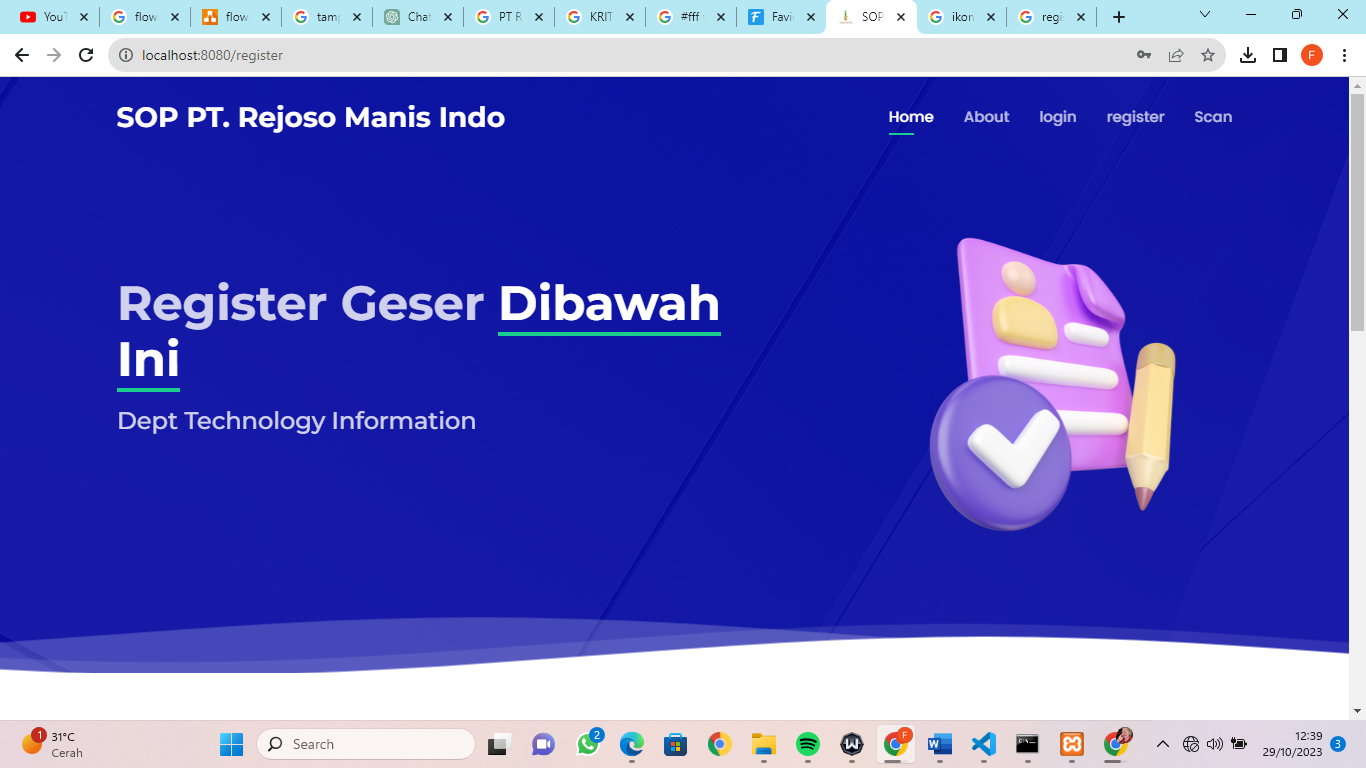 YouT
flow
flow
tamp
Chat
PT R
KRIT
#fff
Favi
SOP
ikon
regi
localhost:8080/register
F
SOP PT. Rejoso Manis Indo
Home About login register Scan
Register Geser Dibawah
Ini
Dept Technology Information
1
31°C
Cerah
Search
2
F
W
12:39
29/10/2023
3